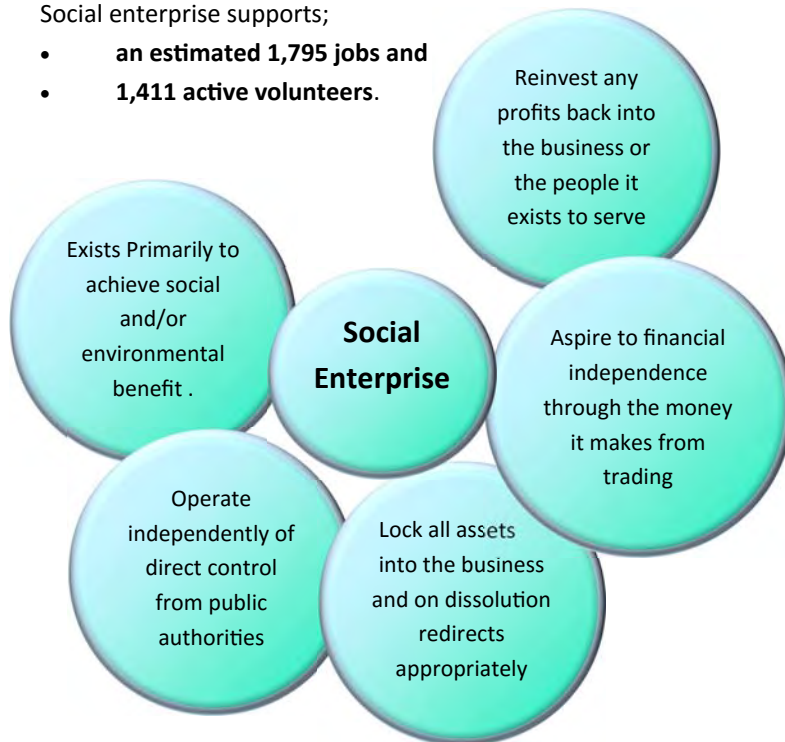 Social enterprise supports;
• an estimated 1,795 jobs and
• 1,411 active volunteers.
Reinvest any
profits back into
the business or
the people it
exists to serve
Exists Primarily to
achieve social
and/or
environmental
benefit .
Social
Enterprise
Aspire to financial
independence
through the money
it makes from
trading
Operate
independently of
direct control
from public
authorities
Lock all assets
into the business
and on dissolution
redirects
appropriately